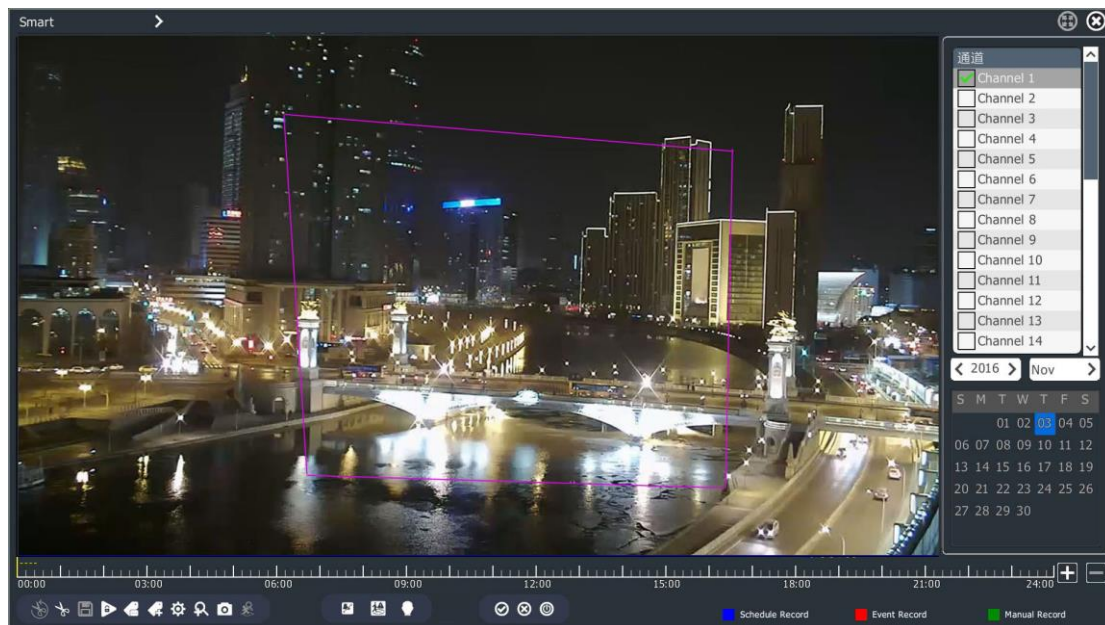 Smart
通道
Channel 1
Channel 2
Channel 3
Channel 4
Channel 5
Channel 6
Channel 7
Channel 8
Channel 9
Channel 10
Channel 11
Channel 12
Channel 13
Channel 14
2016 Nov
S M T W T F S
01 02 03 04 05
06 07 08 09 10 11 12
13 14 15 16 17 18 19
20 21 22 23 24 25 26
27 28 29 30
00:00 03:00 06:00 09:00 12:00 15:00 18:00 21:00 24:00
Schedule Record Event Record Manual Record